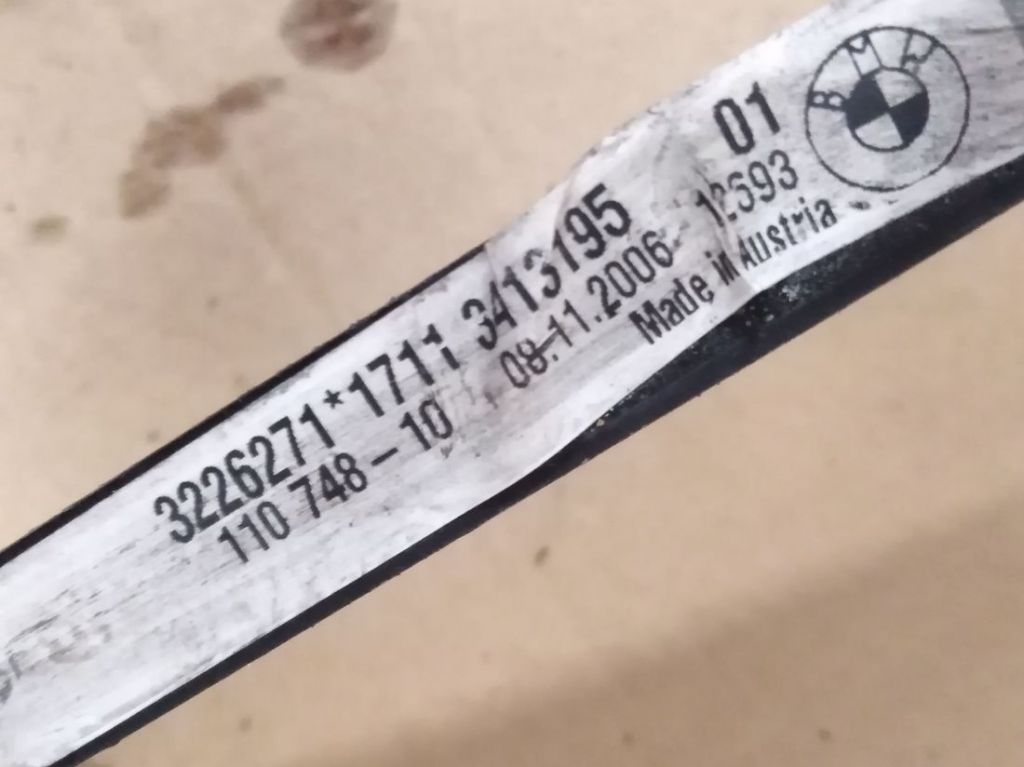 3226271*1711 3413195 01
110 748-10 08.11.2006 12693
Made in Austria
BMW